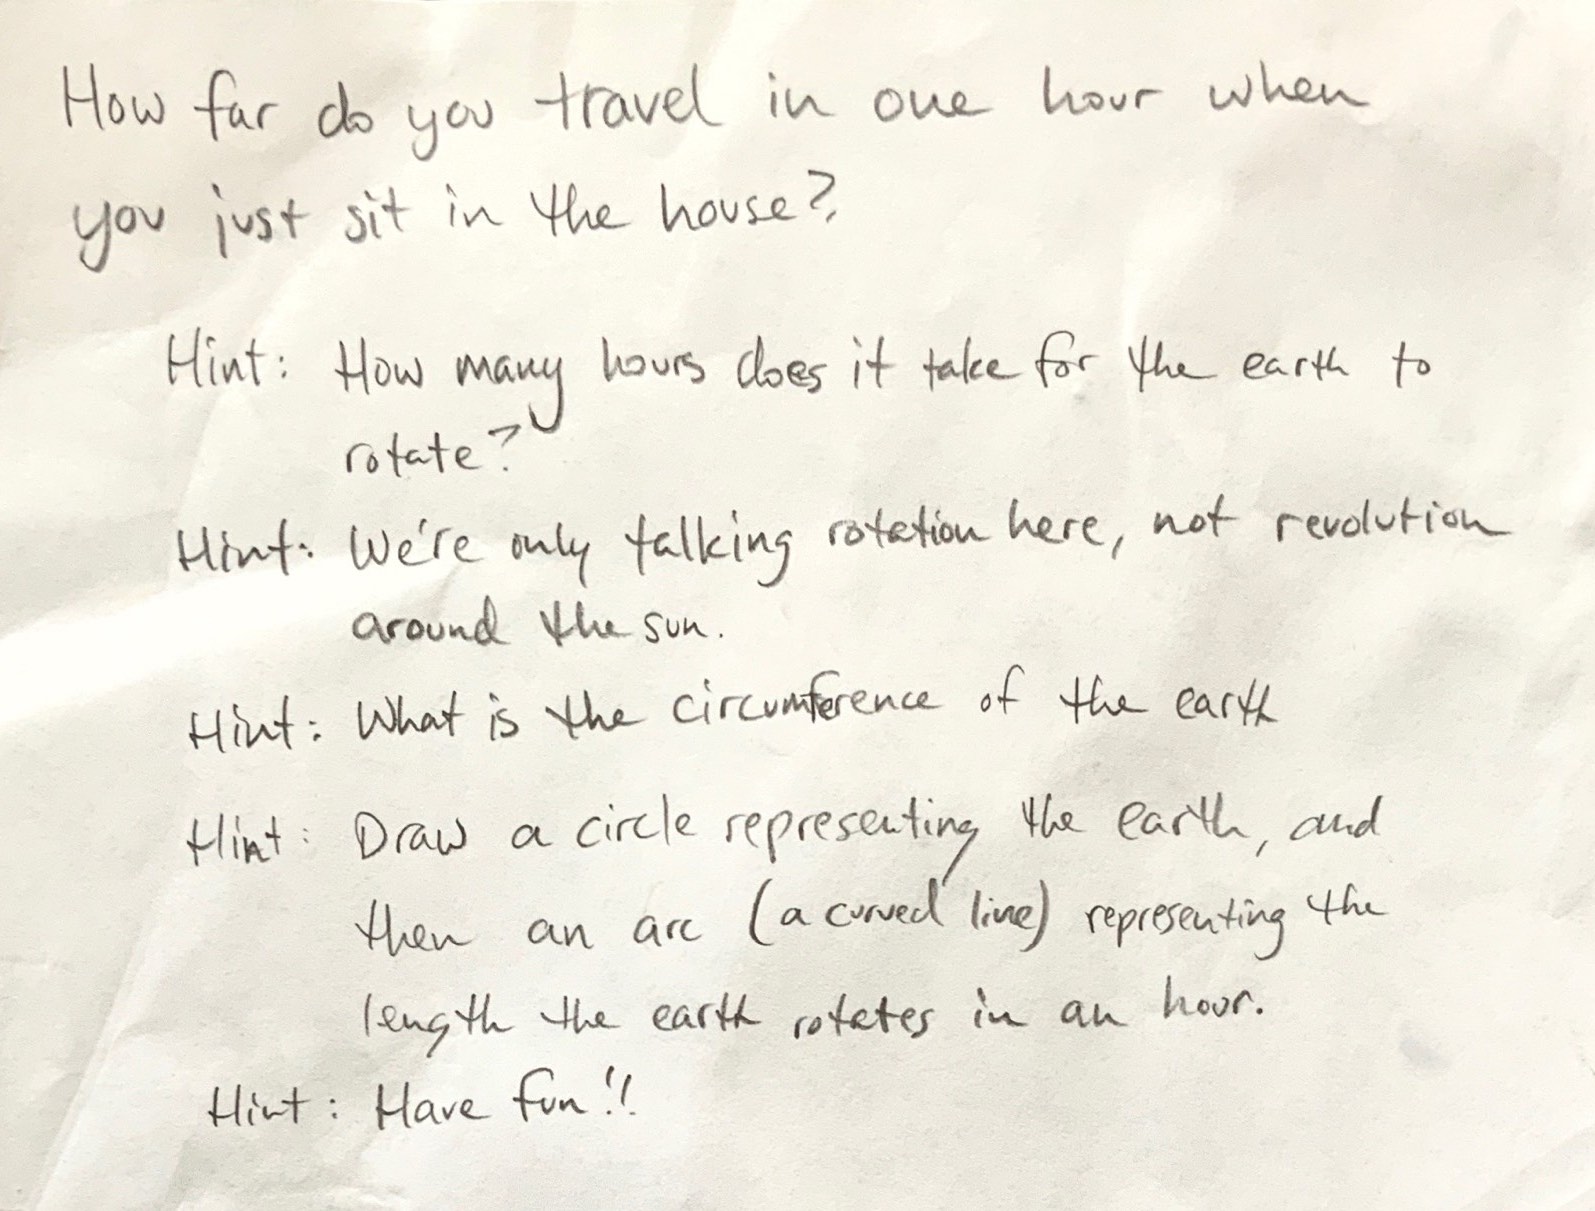 How far do you travel in one hour when
you just sit in the house?
Hint: How many hours does it take for the earth to
rotate?
Hint: We're only talking rotation here, not revolution
around the sun.
Hint: What is the circumference of the earth
Hint: Draw a circle representing the earth, and
then an arc (a curved line) representing the
length the earth rotates in an hour.
Hint: Have fun!!